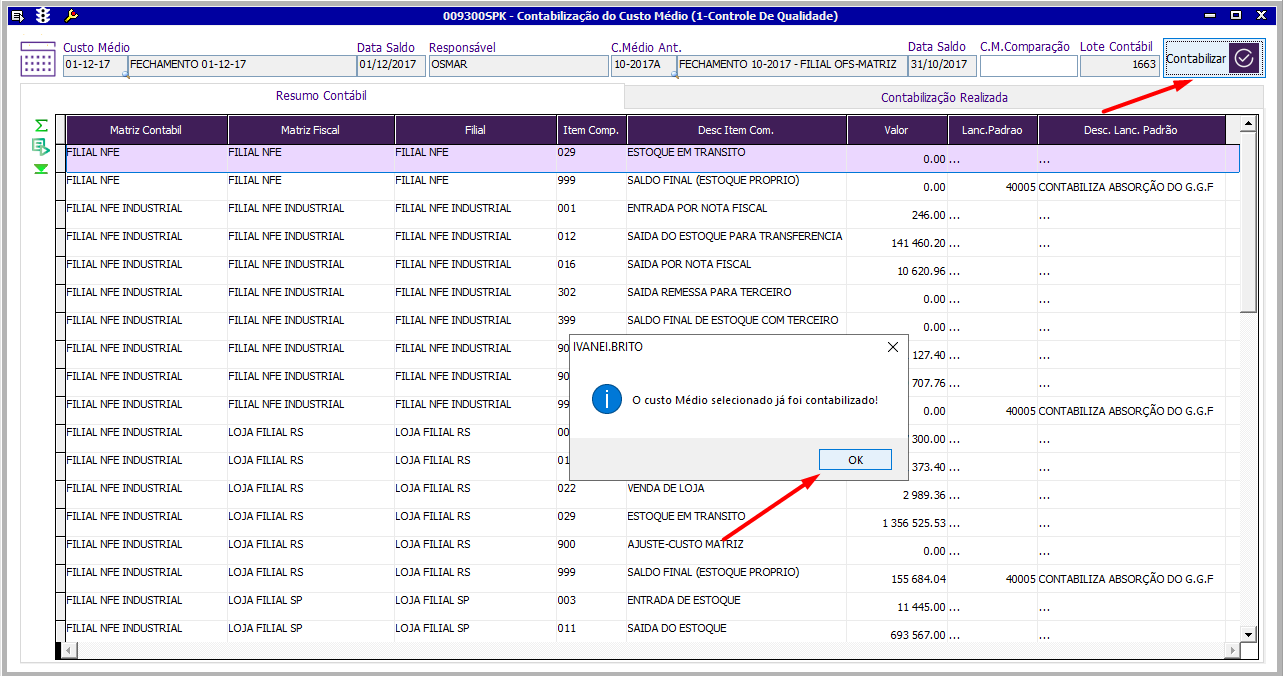 009300SPK - Contabilização do Custo Médio (1-Controle De Qualidade)
Custo Médio Data Saldo Responsável C.Médio Ant. Data Saldo C.M.Comparação Lote Contábil
01-12-17 FECHAMENTO 01-12-17 01/12/2017 OSMAR 10-2017A FECHAMENTO 10-2017 - FILIAL OFS-MATRIZ 31/10/2017 1663 Contabilizar
Resumo Contábil Contabilização Realizada
Matriz Contabil Matriz Fiscal Filial Item Comp. Desc Item Com. Valor Lanc.Padrao Desc. Lanc. Padrão
FILIAL NFE FILIAL NFE FILIAL NFE 029 ESTOQUE EM TRANSITO 0.00 ... ...
FILIAL NFE FILIAL NFE FILIAL NFE 999 SALDO FINAL (ESTOQUE PROPRIO) 0.00 40005 CONTABILIZA ABSORÇÃO DO G.G.F
FILIAL NFE INDUSTRIAL FILIAL NFE INDUSTRIAL FILIAL NFE INDUSTRIAL 001 ENTRADA POR NOTA FISCAL 246.00 ... ...
FILIAL NFE INDUSTRIAL FILIAL NFE INDUSTRIAL FILIAL NFE INDUSTRIAL 012 SAIDA DO ESTOQUE PARA TRANSFERENCIA 141 460.20 ... ...
FILIAL NFE INDUSTRIAL FILIAL NFE INDUSTRIAL FILIAL NFE INDUSTRIAL 016 SAIDA POR NOTA FISCAL 10 620.96 ... ...
FILIAL NFE INDUSTRIAL FILIAL NFE INDUSTRIAL FILIAL NFE INDUSTRIAL 302 SAIDA REMESSA PARA TERCEIRO 0.00 ... ...
FILIAL NFE INDUSTRIAL FILIAL NFE INDUSTRIAL FILIAL NFE INDUSTRIAL 399 SALDO FINAL DE ESTOQUE COM TERCEIRO 0.00 ... ...
FILIAL NFE INDUSTRIAL FILIAL NFE INDUSTRIAL FILIAL NFE INDUSTRIAL 90 127.40 ... ...
FILIAL NFE INDUSTRIAL FILIAL NFE INDUSTRIAL FILIAL NFE INDUSTRIAL 90 707.76 ... ...
FILIAL NFE INDUSTRIAL FILIAL NFE INDUSTRIAL FILIAL NFE INDUSTRIAL 99 0.00 40005 CONTABILIZA ABSORÇÃO DO G.G.F
FILIAL NFE INDUSTRIAL LOJA FILIAL RS LOJA FILIAL RS 00 300.00 ... ...
FILIAL NFE INDUSTRIAL LOJA FILIAL RS LOJA FILIAL RS 01 373.40 ... ...
FILIAL NFE INDUSTRIAL LOJA FILIAL RS LOJA FILIAL RS 022 VENDA DE LOJA 2 989.36 ... ...
FILIAL NFE INDUSTRIAL LOJA FILIAL RS LOJA FILIAL RS 029 ESTOQUE EM TRANSITO 1 356 525.53 ... ...
FILIAL NFE INDUSTRIAL LOJA FILIAL RS LOJA FILIAL RS 900 AJUSTE-CUSTO MATRIZ 0.00 ... ...
FILIAL NFE INDUSTRIAL LOJA FILIAL RS LOJA FILIAL RS 999 SALDO FINAL (ESTOQUE PROPRIO) 155 684.04 40005 CONTABILIZA ABSORÇÃO DO G.G.F
FILIAL NFE INDUSTRIAL LOJA FILIAL SP LOJA FILIAL SP 003 ENTRADA DE ESTOQUE 11 445.00 ... ...
FILIAL NFE INDUSTRIAL LOJA FILIAL SP LOJA FILIAL SP 011 SAIDA DO ESTOQUE 693 567.00 ... ...
IVANEI.BRITO
O custo Médio selecionado já foi contabilizado!
OK